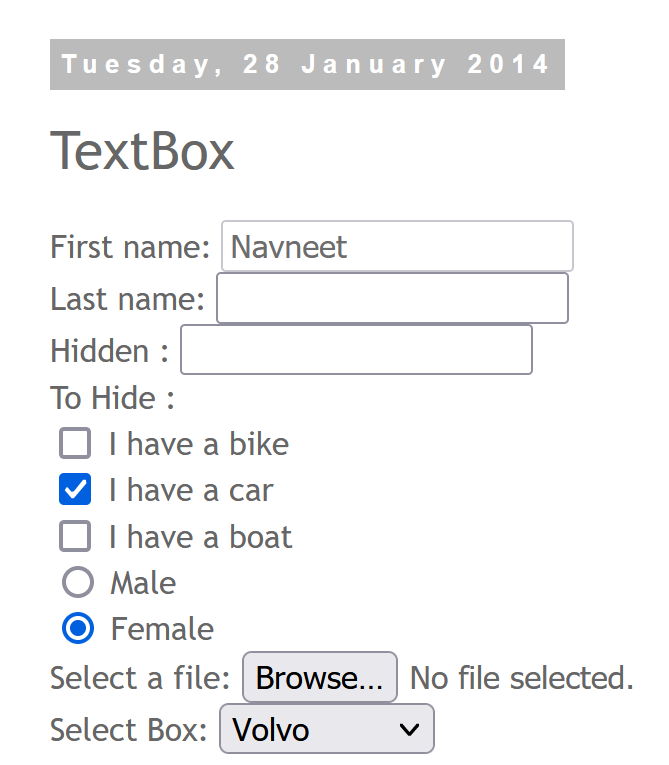 Tuesday, 28 January 2014
TextBox
First name: Navneet
Last name:
Hidden :
To Hide :
I have a bike
I have a car
I have a boat
Male
Female
Select a file: Browse... No file selected.
Select Box: Volvo